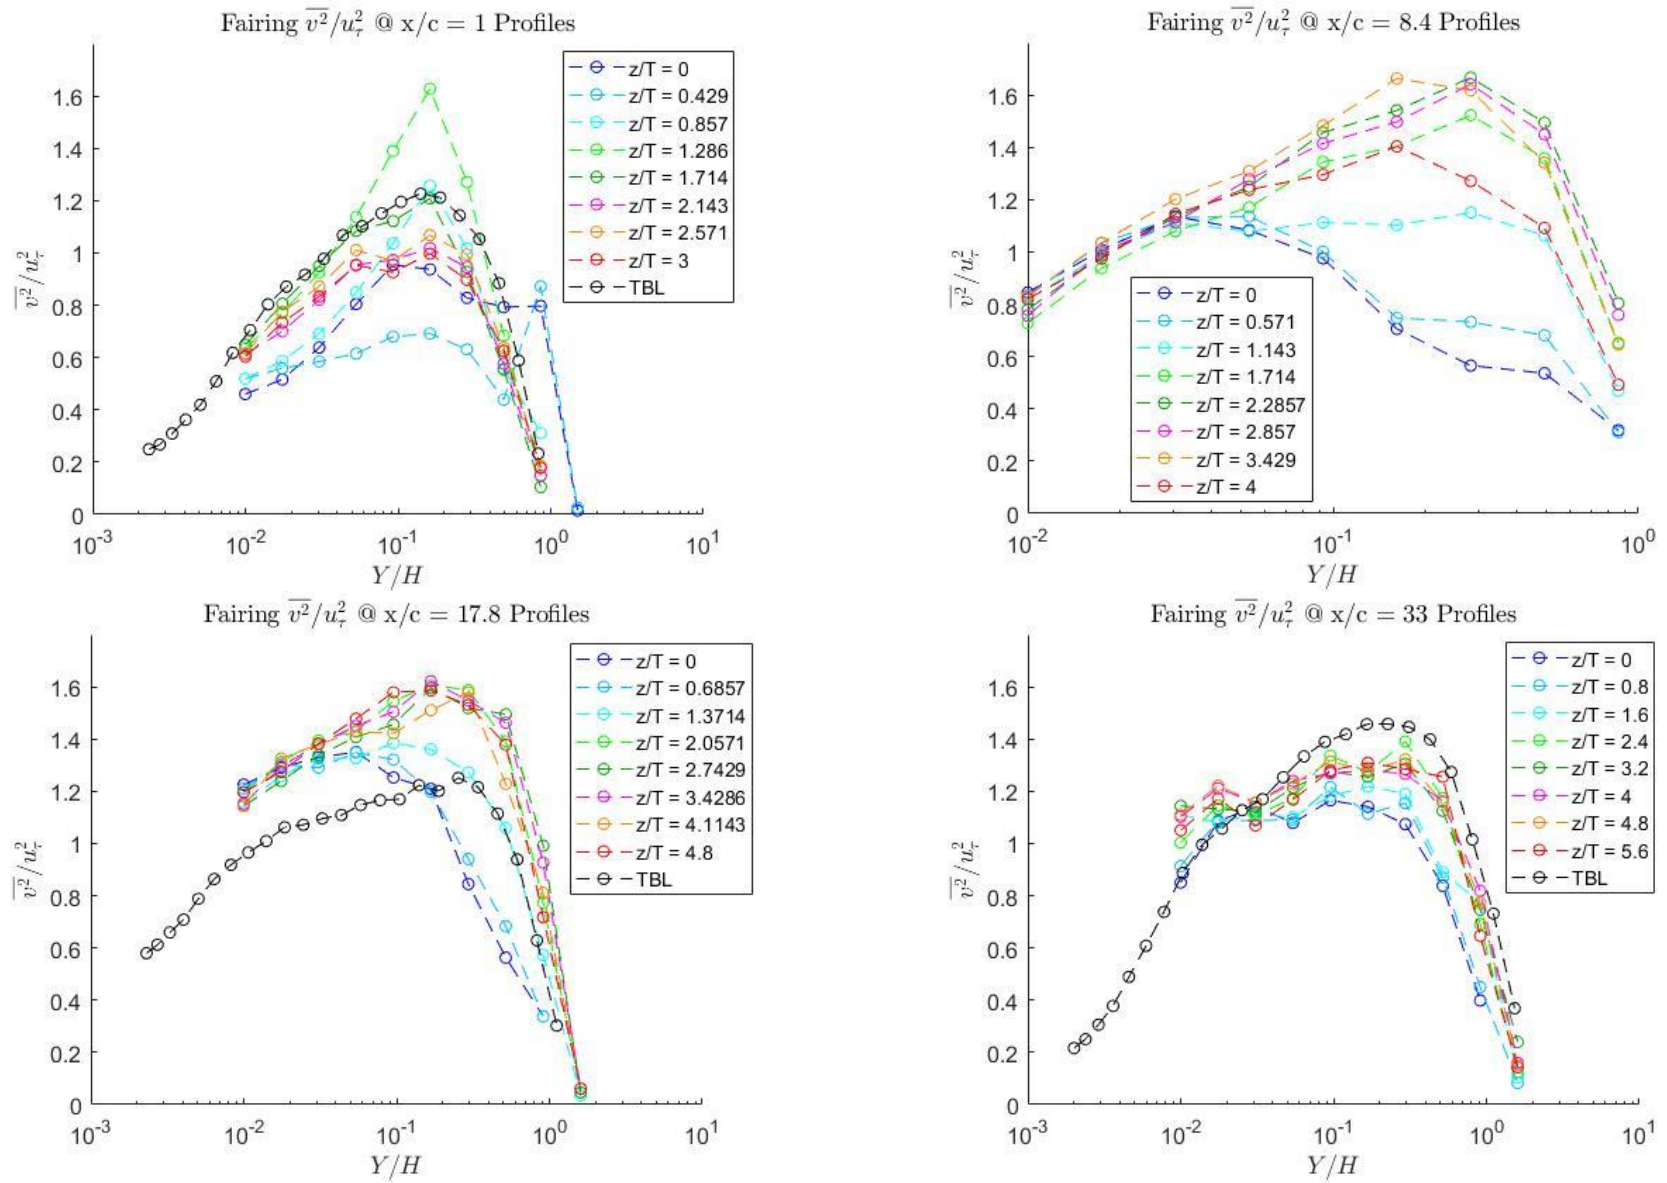 Fairing v²/u²τ @ x/c = 1 Profiles
v²/u²τ
1.6
1.4
1.2
1
0.8
0.6
0.4
0.2
0
10⁻³
10⁻²
10⁻¹
10⁰
10¹
Y/H
z/T = 0
z/T = 0.429
z/T = 0.857
z/T = 1.286
z/T = 1.714
z/T = 2.143
z/T = 2.571
z/T = 3
TBL
Fairing v²/u²τ @ x/c = 8.4 Profiles
v²/u²τ
1.6
1.4
1.2
1
0.8
0.6
0.4
0.2
0
10⁻²
10⁻¹
10⁰
Y/H
z/T = 0
z/T = 0.571
z/T = 1.143
z/T = 1.714
z/T = 2.2857
z/T = 2.857
z/T = 3.429
z/T = 4
Fairing v²/u²τ @ x/c = 17.8 Profiles
v²/u²τ
1.6
1.4
1.2
1
0.8
0.6
0.4
0.2
0
10⁻³
10⁻²
10⁻¹
10⁰
10¹
Y/H
z/T = 0
z/T = 0.6857
z/T = 1.3714
z/T = 2.0571
z/T = 2.7429
z/T = 3.4286
z/T = 4.1143
z/T = 4.8
TBL
Fairing v²/u²τ @ x/c = 33 Profiles
v²/u²τ
1.6
1.4
1.2
1
0.8
0.6
0.4
0.2
0
10⁻³
10⁻²
10⁻¹
10⁰
10¹
Y/H
z/T = 0
z/T = 0.8
z/T = 1.6
z/T = 2.4
z/T = 3.2
z/T = 4
z/T = 4.8
z/T = 5.6
TBL